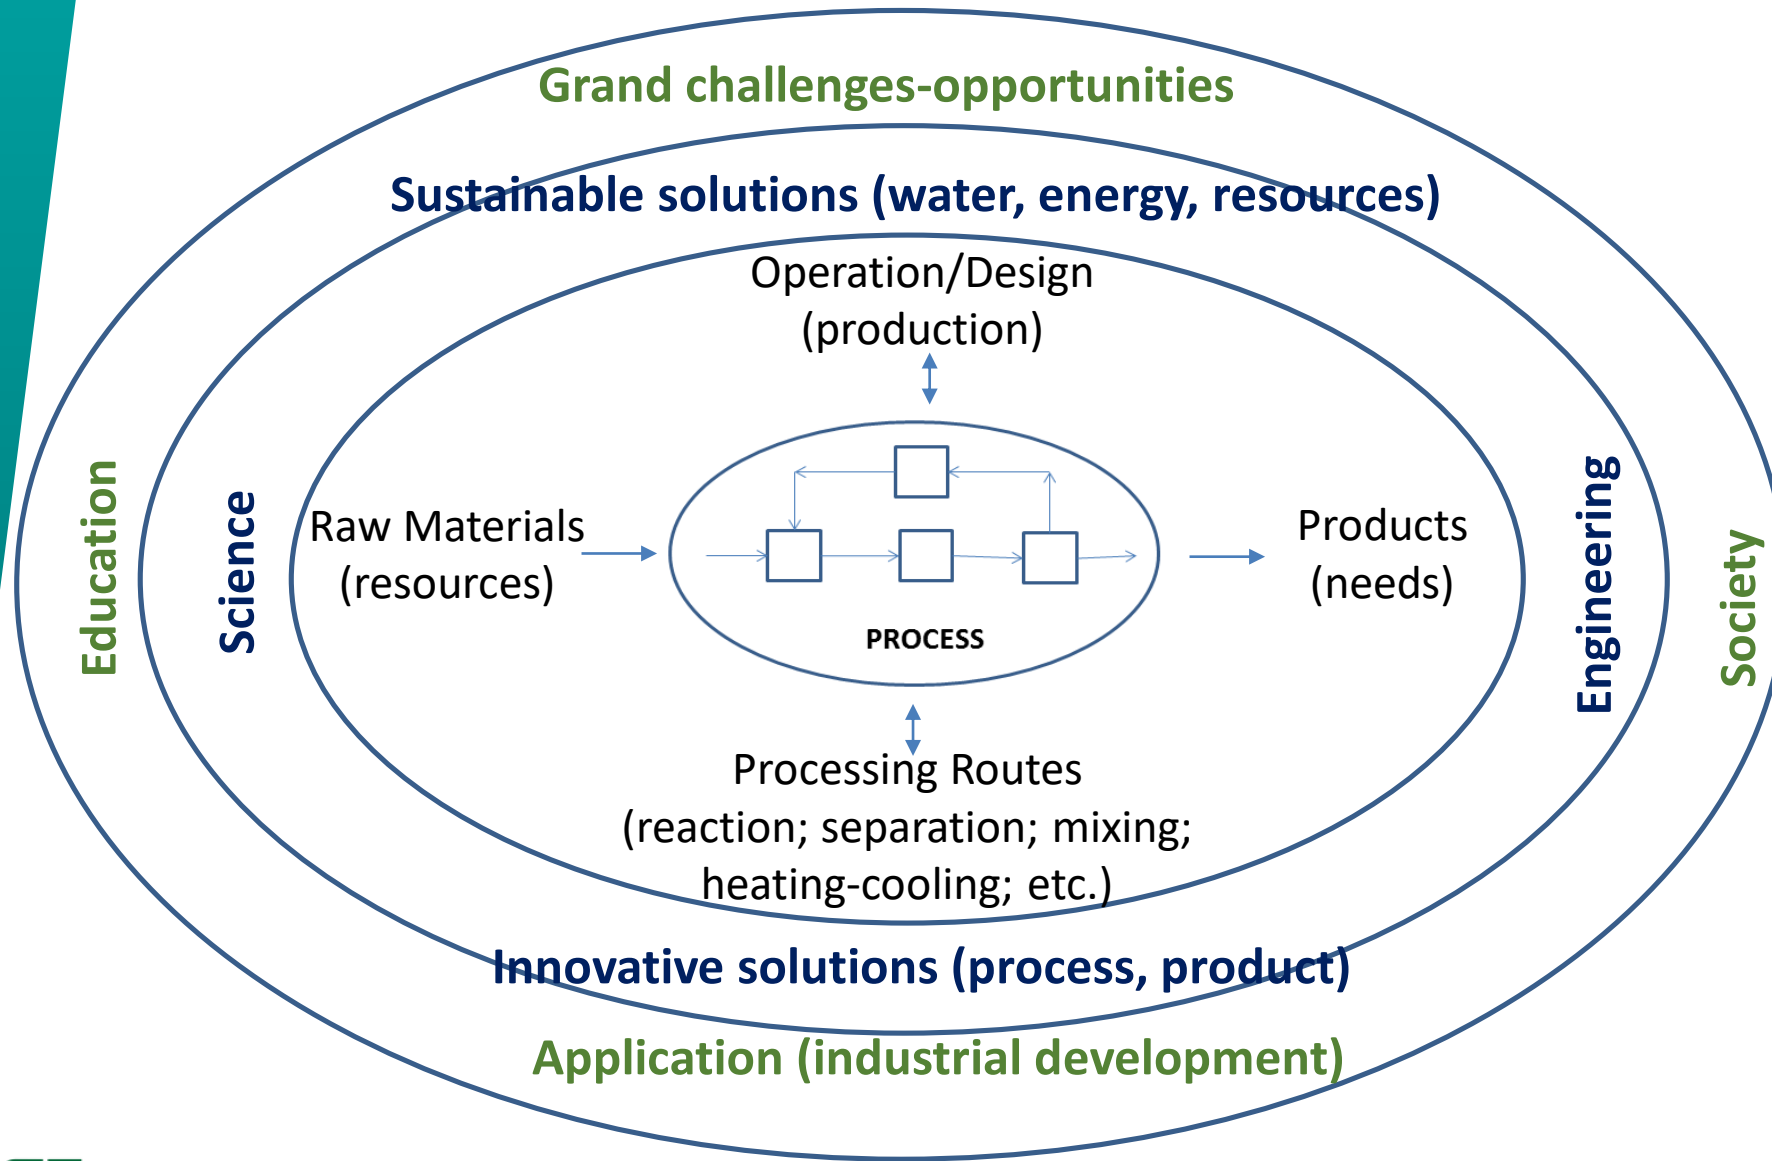 Grand challenges-opportunities
Sustainable solutions (water, energy, resources)
Operation/Design
(production)
Education
Science
Raw Materials
(resources)
PROCESS
Products
(needs)
Engineering
Society
Processing Routes
(reaction; separation; mixing;
heating-cooling; etc.)
Innovative solutions (process, product)
Application (industrial development)